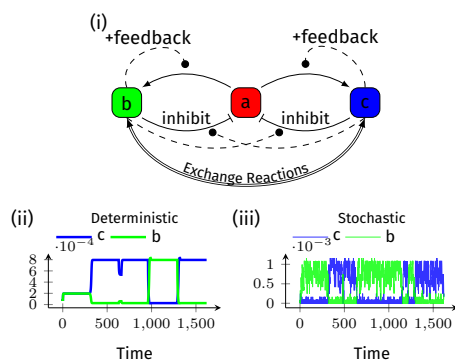 (i)
+feedback +feedback
b a c
inhibit inhibit
Exchange Reactions
(ii) Deterministic
c b
·10⁻⁴
8
6
4
2
0
0 500 1,000 1,500
Time
(iii) Stochastic
c b
·10⁻³
1
0.5
0
0 500 1,000 1,500
Time